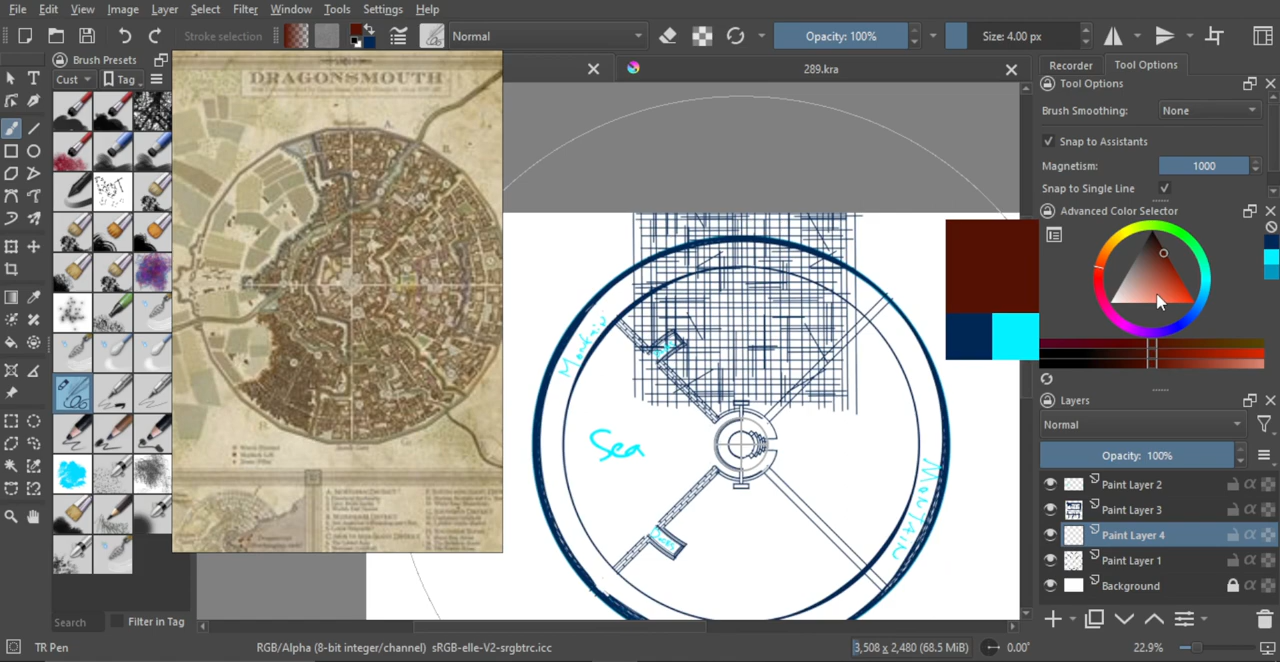 File Edit View Image Layer Select Filter Window Tools Settings Help
Stroke selection Normal Opacity: 100% Size: 4.00 px
Brush Presets
Cust Tag
DRAGONSMOUTH
289.kra
Recorder Tool Options
Tool Options
Brush Smoothing: None
Snap to Assistants
Magnetism: 1000
Snap to Single Line
Advanced Color Selector
Mountain
Sea
Layers
Normal
Opacity: 100%
Paint Layer 2
Paint Layer 3
Paint Layer 4
Paint Layer 1
Background
Search Filter in Tag
TR Pen RGB/Alpha (8-bit integer/channel) sRGB-elle-V2-srgbtrc.icc 3,508 x 2,480 (68.5 MiB) 0.00° 22.9%